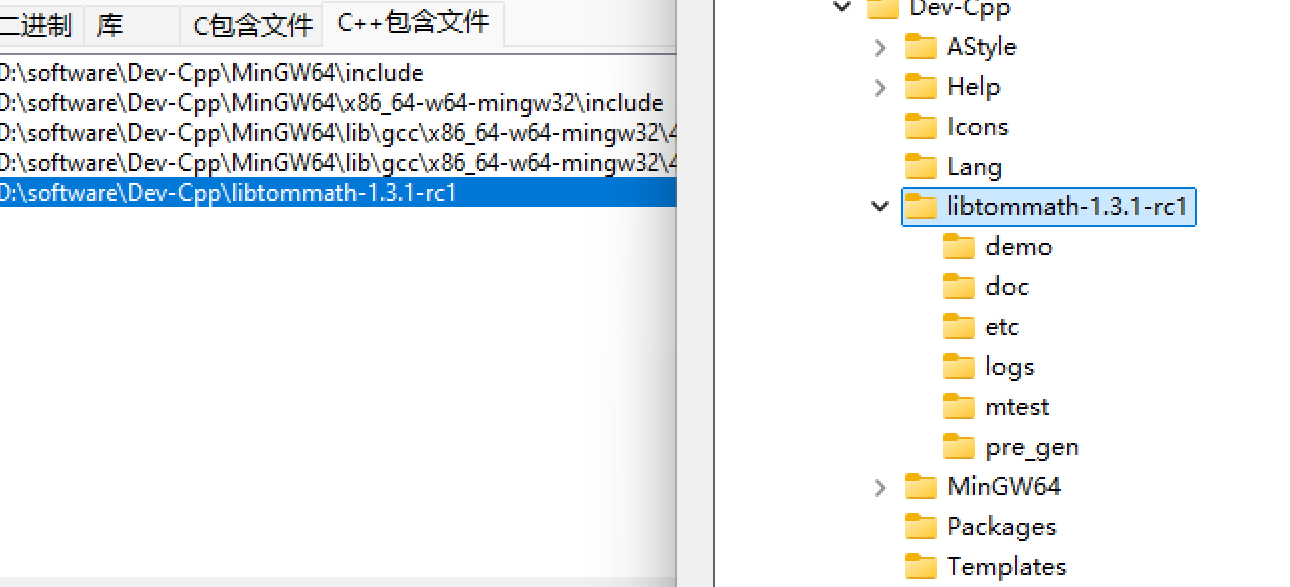 二进制 库 C包含文件 C++包含文件
D:\software\Dev-Cpp\MinGW64\include
D:\software\Dev-Cpp\MinGW64\x86_64-w64-mingw32\include
D:\software\Dev-Cpp\MinGW64\lib\gcc\x86_64-w64-mingw32\4
D:\software\Dev-Cpp\MinGW64\lib\gcc\x86_64-w64-mingw32\4
D:\software\Dev-Cpp\libtommath-1.3.1-rc1
Dev-Cpp
AStyle
Help
Icons
Lang
libtommath-1.3.1-rc1
demo
doc
etc
logs
mtest
pre_gen
MinGW64
Packages
Templates